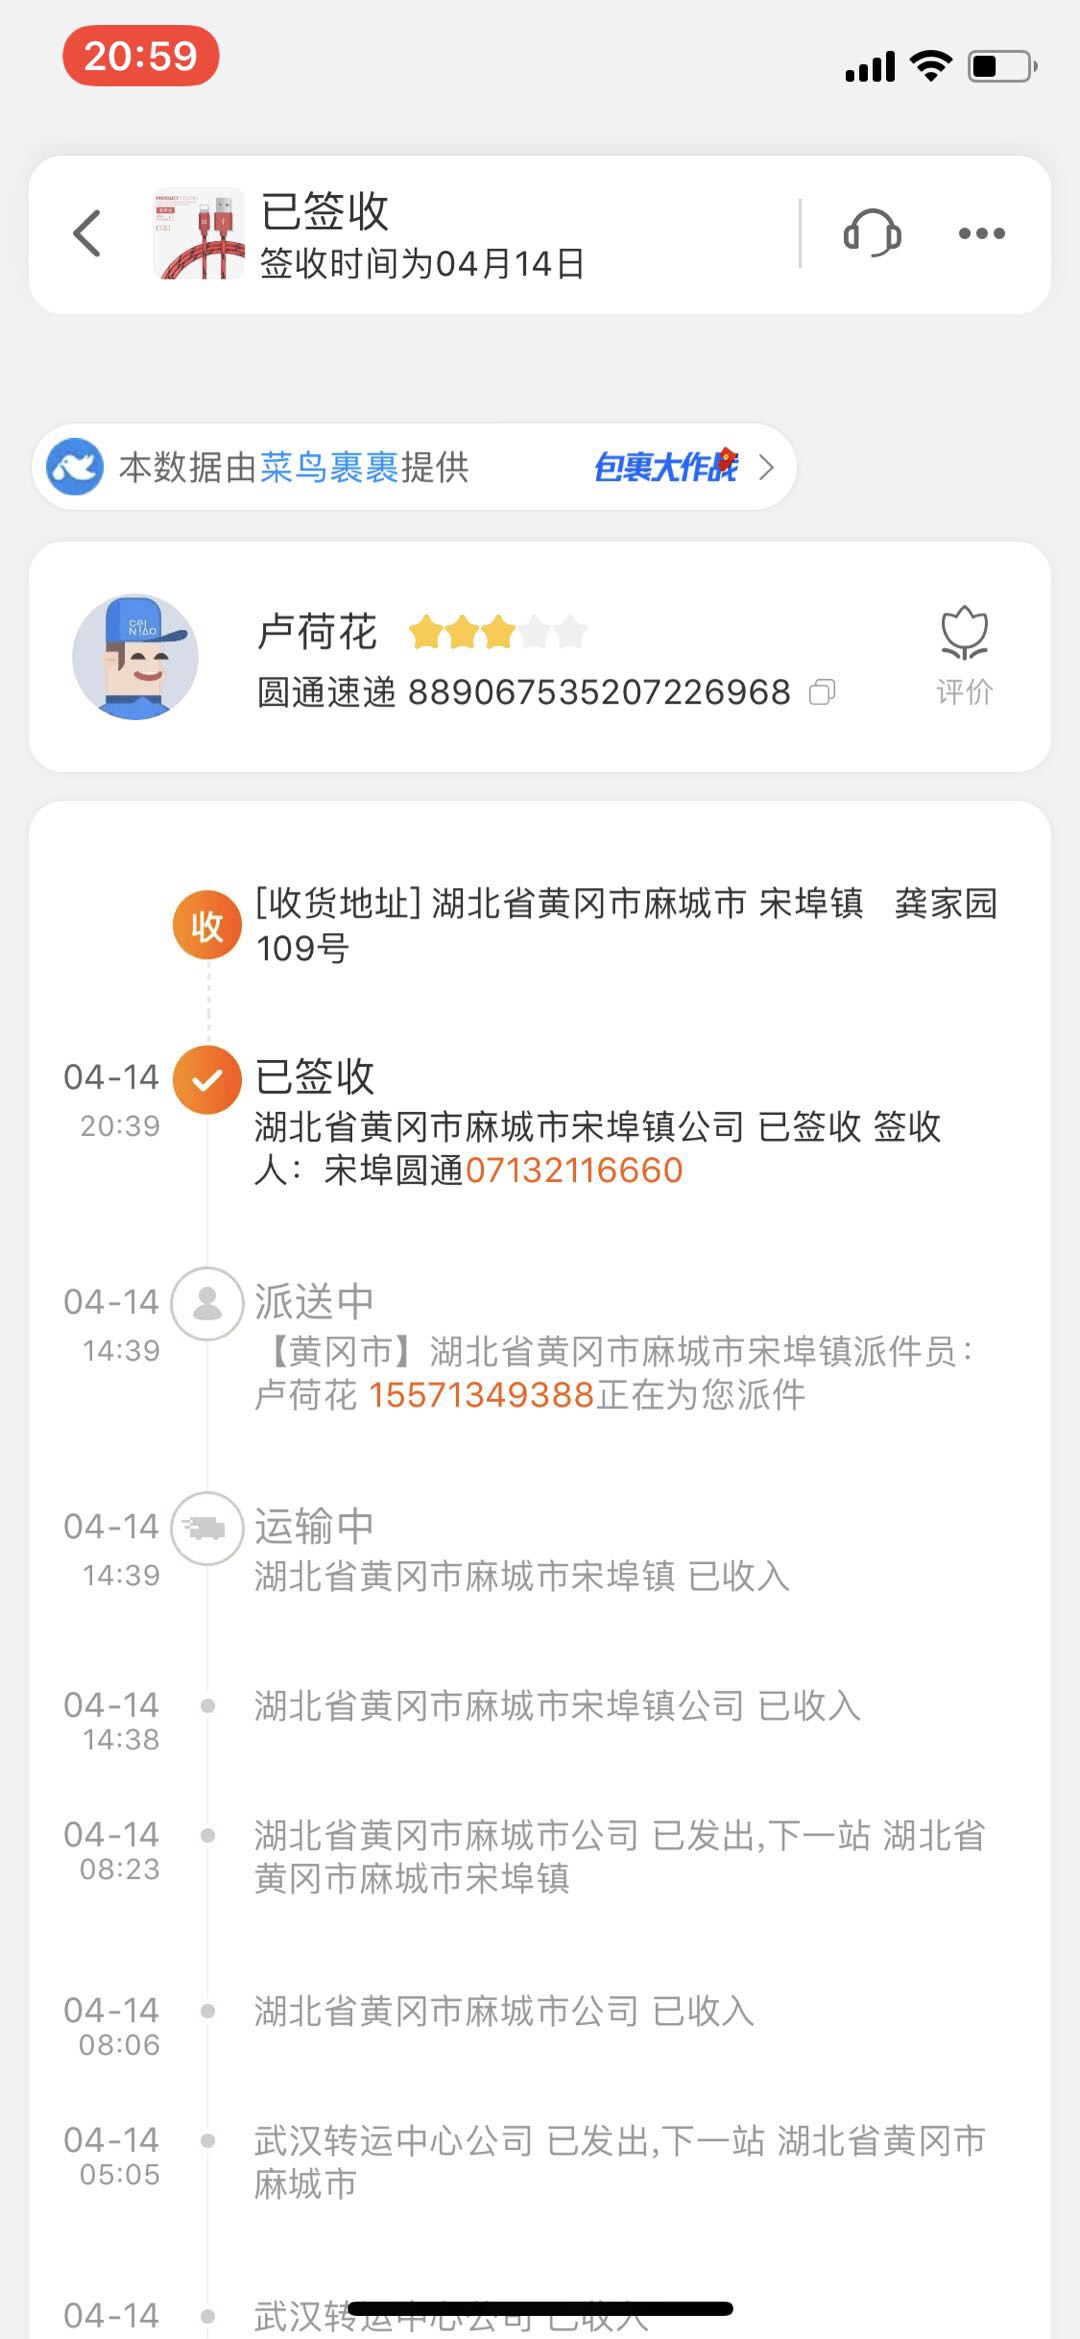 20:59
PRODUCT COLORS
已签收
签收时间为04月14日
本数据由菜鸟裹裹提供
包裹大作战
CAI
NIAO
卢荷花
圆通速递 889067535207226968
评价
收
[收货地址] 湖北省黄冈市麻城市 宋埠镇 龚家园
109号
04-14
20:39
已签收
湖北省黄冈市麻城市宋埠镇公司 已签收 签收
人：宋埠圆通07132116660
04-14
14:39
派送中
【黄冈市】湖北省黄冈市麻城市宋埠镇派件员：
卢荷花 15571349388正在为您派件
04-14
14:39
运输中
湖北省黄冈市麻城市宋埠镇 已收入
04-14
14:38
湖北省黄冈市麻城市宋埠镇公司 已收入
04-14
08:23
湖北省黄冈市麻城市公司 已发出,下一站 湖北省
黄冈市麻城市宋埠镇
04-14
08:06
湖北省黄冈市麻城市公司 已收入
04-14
05:05
武汉转运中心公司 已发出,下一站 湖北省黄冈市
麻城市
04-14
武汉转运中心公司 已收入